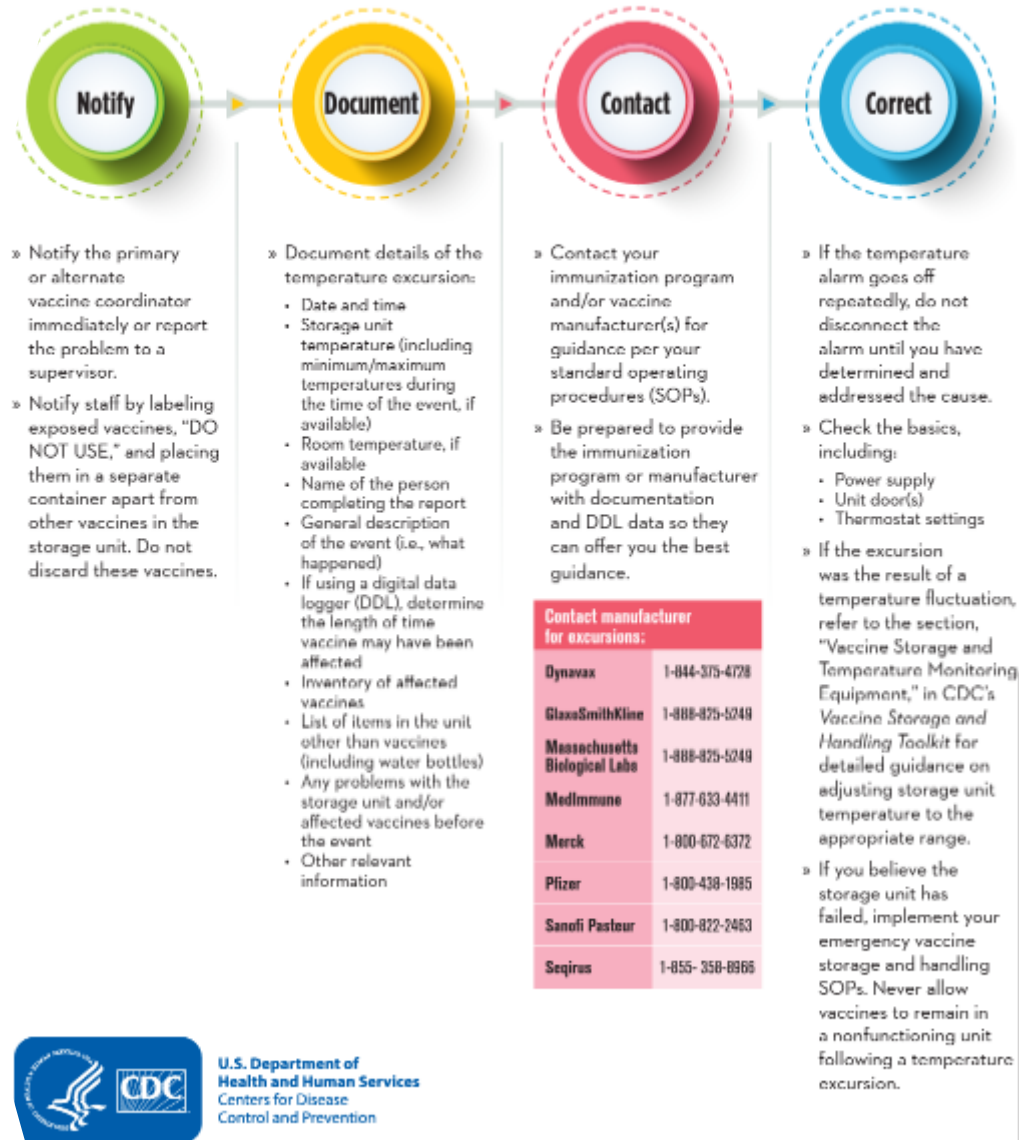 Notify
Document
Contact
Correct
» Notify the primary
or alternate
vaccine coordinator
immediately or report
the problem to a
supervisor.
» Notify staff by labeling
exposed vaccines, “DO
NOT USE,” and placing
them in a separate
container apart from
other vaccines in the
storage unit. Do not
discard these vaccines.
» Document details of the
temperature excursion:
• Date and time
• Storage unit
temperature (including
minimum/maximum
temperatures during
the time of the event, if
available)
• Room temperature, if
available
• Name of the person
completing the report
• General description
of the event (i.e., what
happened)
• If using a digital data
logger (DDL), determine
the length of time
vaccine may have been
affected
• Inventory of affected
vaccines
• List of items in the unit
other than vaccines
(including water bottles)
• Any problems with the
storage unit and/or
affected vaccines before
the event
• Other relevant
information
» Contact your
immunization program
and/or vaccine
manufacturer(s) for
guidance per your
standard operating
procedures (SOPs).
» Be prepared to provide
the immunization
program or manufacturer
with documentation
and DDL data so they
can offer you the best
guidance.
Contact manufacturer
for excursions:
Dynavax 1-844-375-4728
GlaxoSmithKline 1-888-825-5249
Massachusetts
Biological Labs 1-888-825-5249
MedImmune 1-877-633-4411
Merck 1-800-672-6372
Pfizer 1-800-438-1985
Sanofi Pasteur 1-800-822-2463
Seqirus 1-855- 358-8966
» If the temperature
alarm goes off
repeatedly, do not
disconnect the
alarm until you have
determined and
addressed the cause.
» Check the basics,
including:
• Power supply
• Unit door(s)
• Thermostat settings
» If the excursion
was the result of a
temperature fluctuation,
refer to the section,
“Vaccine Storage and
Temperature Monitoring
Equipment,” in CDC’s
Vaccine Storage and
Handling Toolkit for
detailed guidance on
adjusting storage unit
temperature to the
appropriate range.
» If you believe the
storage unit has
failed, implement your
emergency vaccine
storage and handling
SOPs. Never allow
vaccines to remain in
a nonfunctioning unit
following a temperature
excursion.
CDC
U.S. Department of
Health and Human Services
Centers for Disease
Control and Prevention